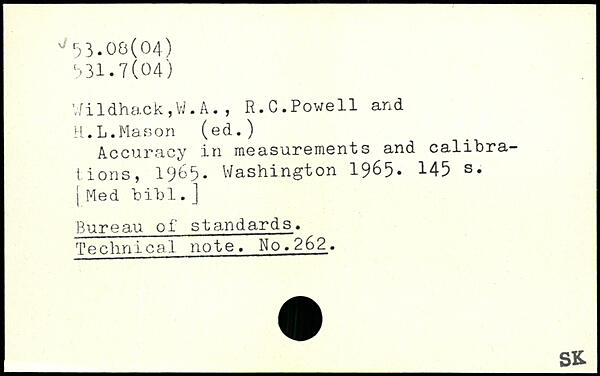 53.08(04)
531.7(04)
Wildhack,W.A., R.C.Powell and
H.L.Mason (ed.)
Accuracy in measurements and calibra-
tions, 1965. Washington 1965. 145 s.
[Med bibl.]
Bureau of standards.
Technical note. No.262.
SK